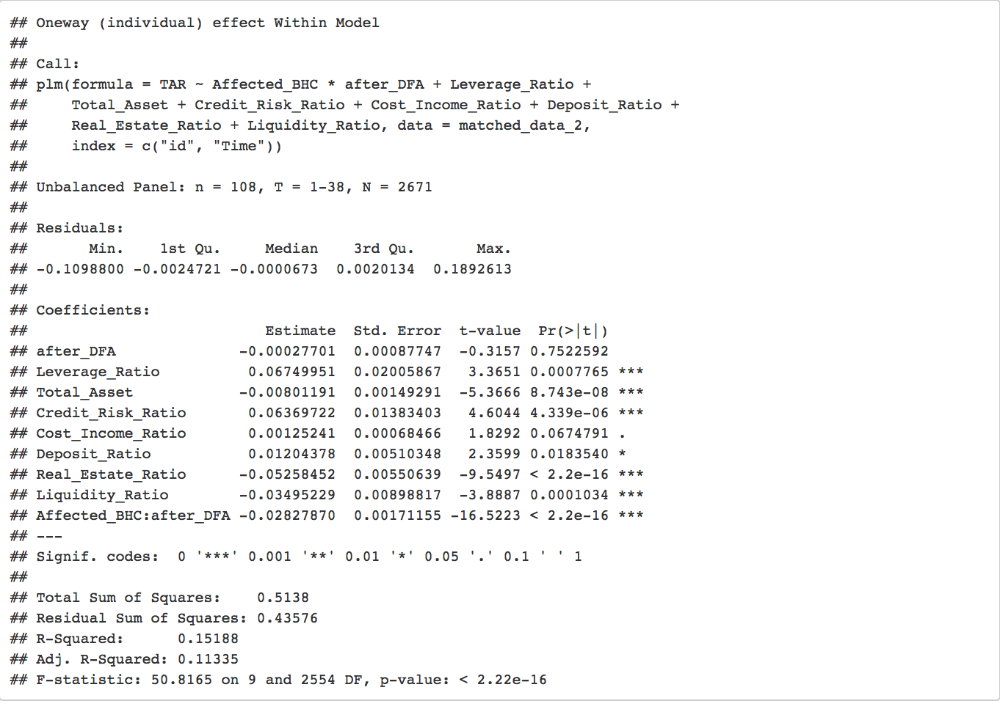 ## Oneway (individual) effect Within Model
##
## Call:
## plm(formula = TAR ~ Affected_BHC * after_DFA + Leverage_Ratio +
##     Total_Asset + Credit_Risk_Ratio + Cost_Income_Ratio + Deposit_Ratio +
##     Real_Estate_Ratio + Liquidity_Ratio, data = matched_data_2,
##     index = c("id", "Time"))
##
## Unbalanced Panel: n = 108, T = 1-38, N = 2671
##
## Residuals:
##       Min.    1st Qu.     Median    3rd Qu.       Max.
## -0.1098800 -0.0024721 -0.0000673  0.0020134  0.1892613
##
## Coefficients:
##                           Estimate  Std. Error  t-value  Pr(>|t|)
## after_DFA              -0.00027701  0.00087747  -0.3157 0.7522592
## Leverage_Ratio          0.06749951  0.02005867   3.3651 0.0007765 ***
## Total_Asset            -0.00801191  0.00149291  -5.3666 8.743e-08 ***
## Credit_Risk_Ratio       0.06369722  0.01383403   4.6044 4.339e-06 ***
## Cost_Income_Ratio       0.00125241  0.00068466   1.8292 0.0674791 .
## Deposit_Ratio           0.01204378  0.00510348   2.3599 0.0183540 *
## Real_Estate_Ratio      -0.05258452  0.00550639  -9.5497 < 2.2e-16 ***
## Liquidity_Ratio        -0.03495229  0.00898817  -3.8887 0.0001034 ***
## Affected_BHC:after_DFA -0.02827870  0.00171155 -16.5223 < 2.2e-16 ***
## ---
## Signif. codes:  0 '***' 0.001 '**' 0.01 '*' 0.05 '.' 0.1 ' ' 1
##
## Total Sum of Squares:    0.5138
## Residual Sum of Squares: 0.43576
## R-Squared:      0.15188
## Adj. R-Squared: 0.11335
## F-statistic: 50.8165 on 9 and 2554 DF, p-value: < 2.22e-16